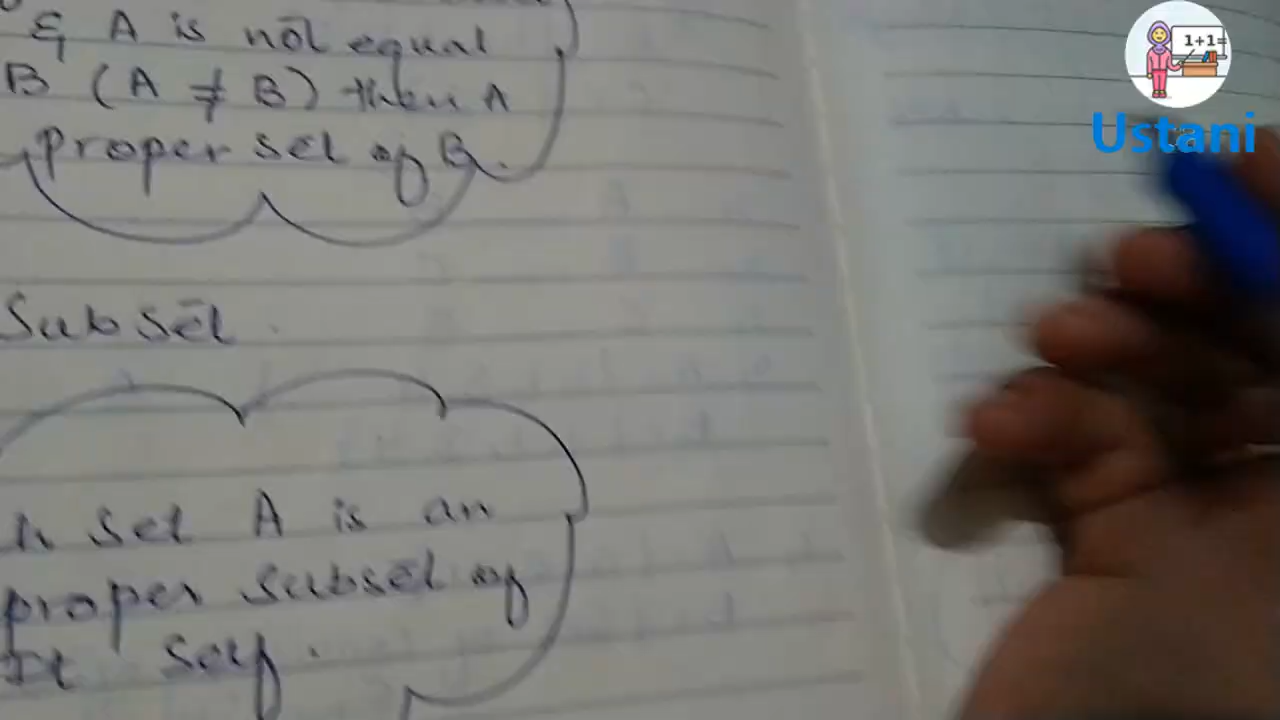 & A is not equal
B (A ≠ B) then A
proper set of B.
Subset
set A is an
proper subset of
It self.
1+1=
Ustani